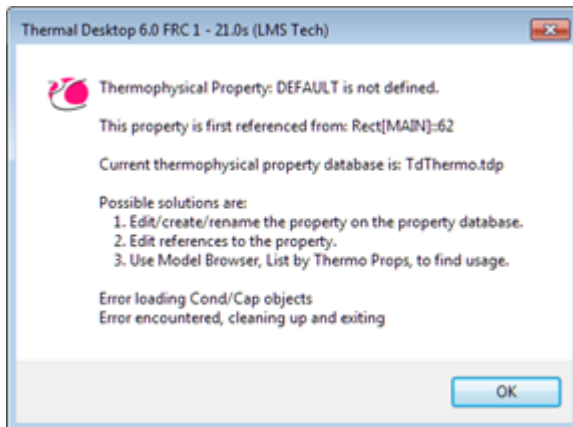 Thermal Desktop 6.0 FRC 1 - 21.0s (LMS Tech)
Thermophysical Property: DEFAULT is not defined.
This property is first referenced from: Rect[MAIN]::62
Current thermophysical property database is: TdThermo.tdp
Possible solutions are:
1. Edit/create/rename the property on the property database.
2. Edit references to the property.
3. Use Model Browser, List by Thermo Props, to find usage.
Error loading Cond/Cap objects
Error encountered, cleaning up and exiting
OK